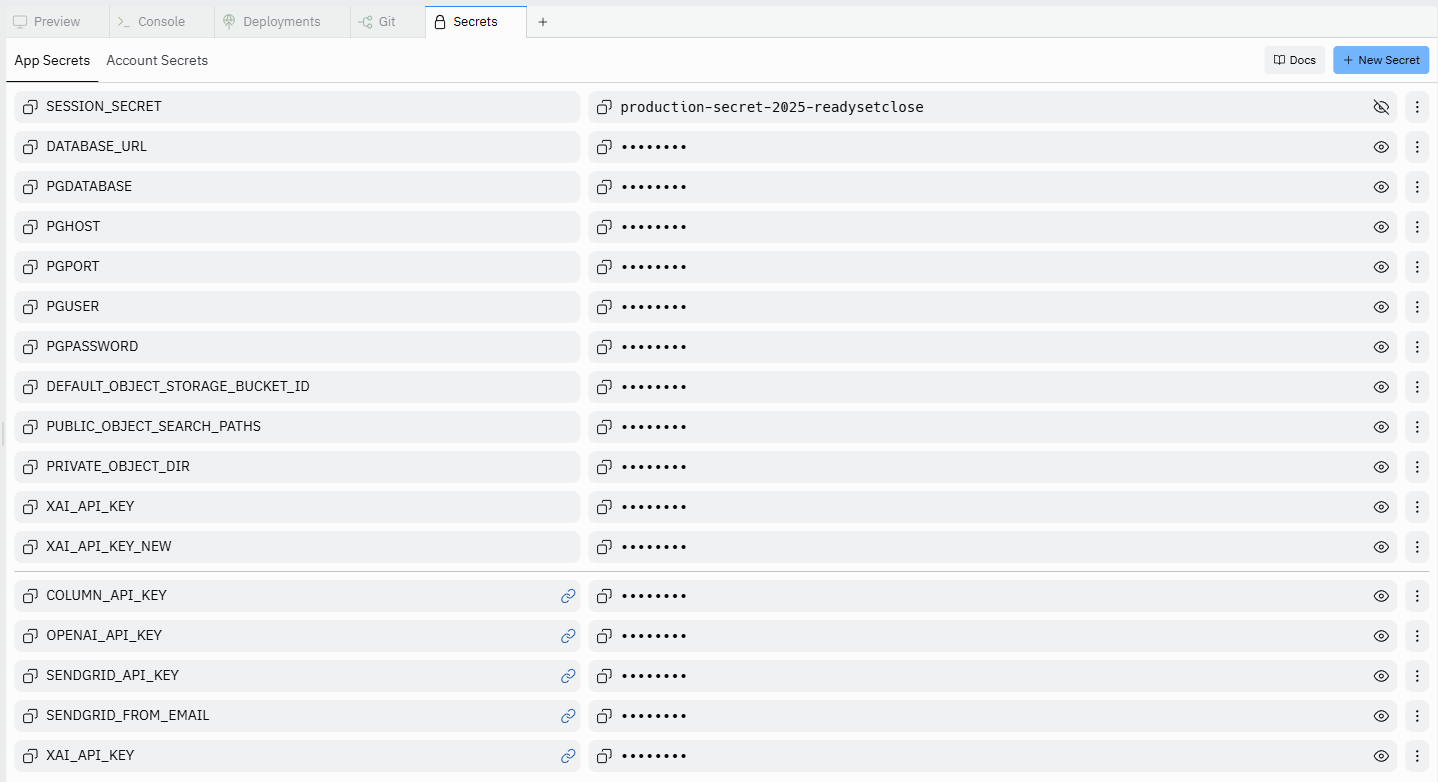 Preview Console Deployments Git Secrets
App Secrets Account Secrets Docs + New Secret
SESSION_SECRET production-secret-2025-readysetclose
DATABASE_URL ••••••••
PGDATABASE ••••••••
PGHOST ••••••••
PGPORT ••••••••
PGUSER ••••••••
PGPASSWORD ••••••••
DEFAULT_OBJECT_STORAGE_BUCKET_ID ••••••••
PUBLIC_OBJECT_SEARCH_PATHS ••••••••
PRIVATE_OBJECT_DIR ••••••••
XAI_API_KEY ••••••••
XAI_API_KEY_NEW ••••••••
COLUMN_API_KEY ••••••••
OPENAI_API_KEY ••••••••
SENDGRID_API_KEY ••••••••
SENDGRID_FROM_EMAIL ••••••••
XAI_API_KEY ••••••••